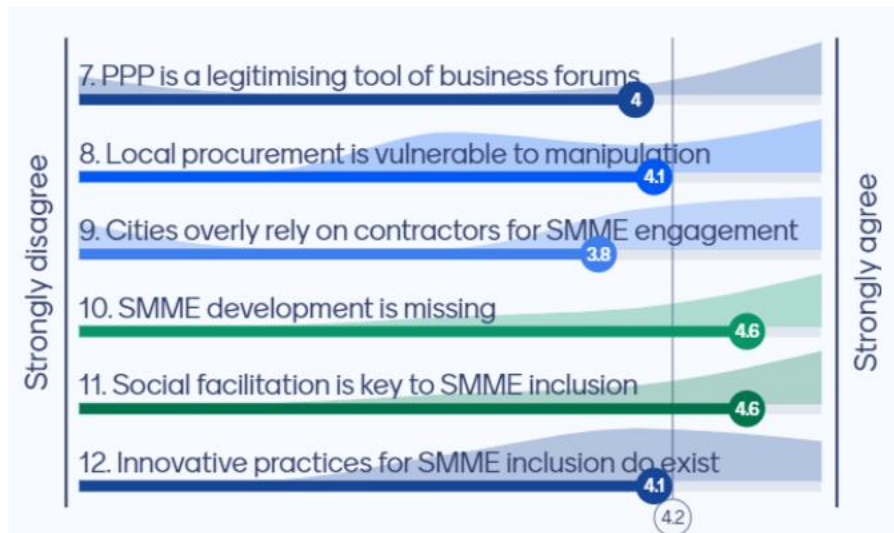 Strongly disagree
7. PPP is a legitimising tool of business forums
4
8. Local procurement is vulnerable to manipulation
4.1
9. Cities overly rely on contractors for SMME engagement
3.8
10. SMME development is missing
4.6
11. Social facilitation is key to SMME inclusion
4.6
12. Innovative practices for SMME inclusion do exist
4.1
4.2
Strongly agree